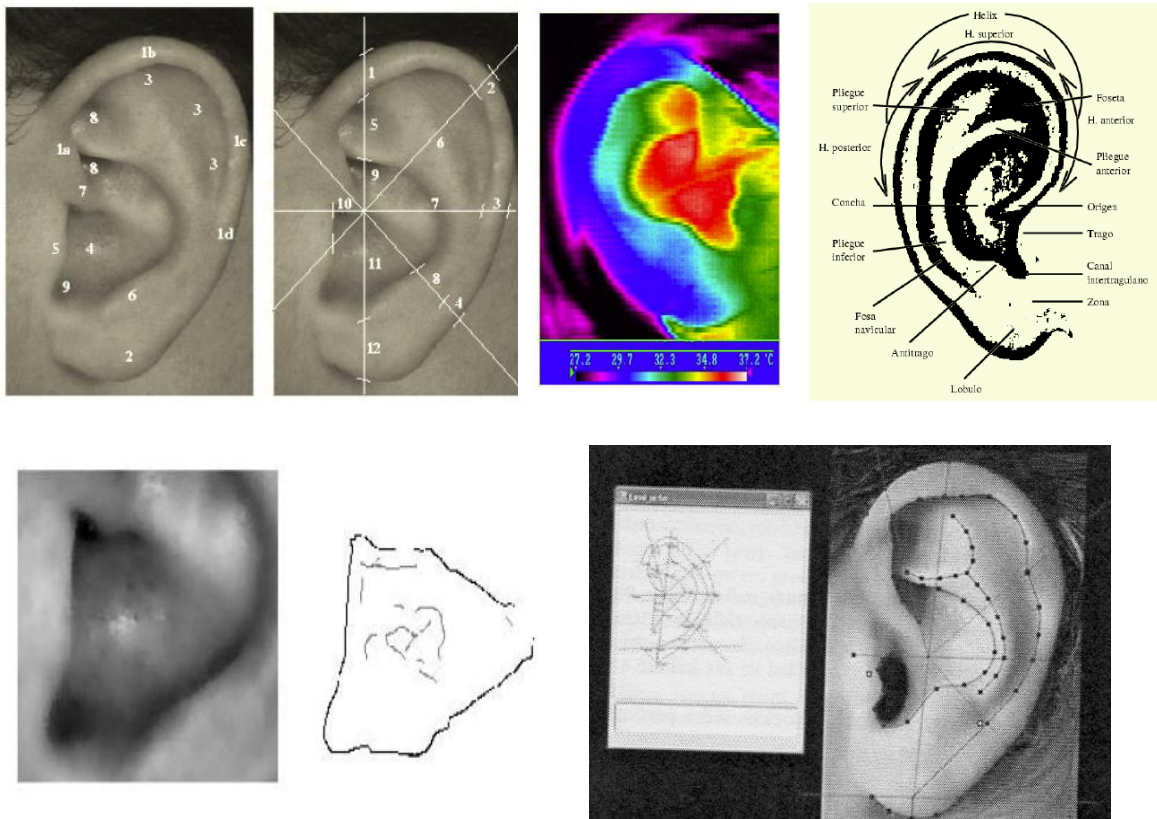 1b
3
3
8
1a
8
1c
3
7
1d
5
4
9
6
2
1
2
5
6
9
10
7
3
11
8
4
12
27.2 29.7 32.3 34.8 37.2 °C
Helix
H. superior
Pliegue
superior
Foseta
H. anterior
H. posterior
Pliegue
anterior
Concha
Origen
Trago
Pliegue
inferior
Canal
intertragulano
Zona
Fosa
navicular
Antitrago
Lobulo